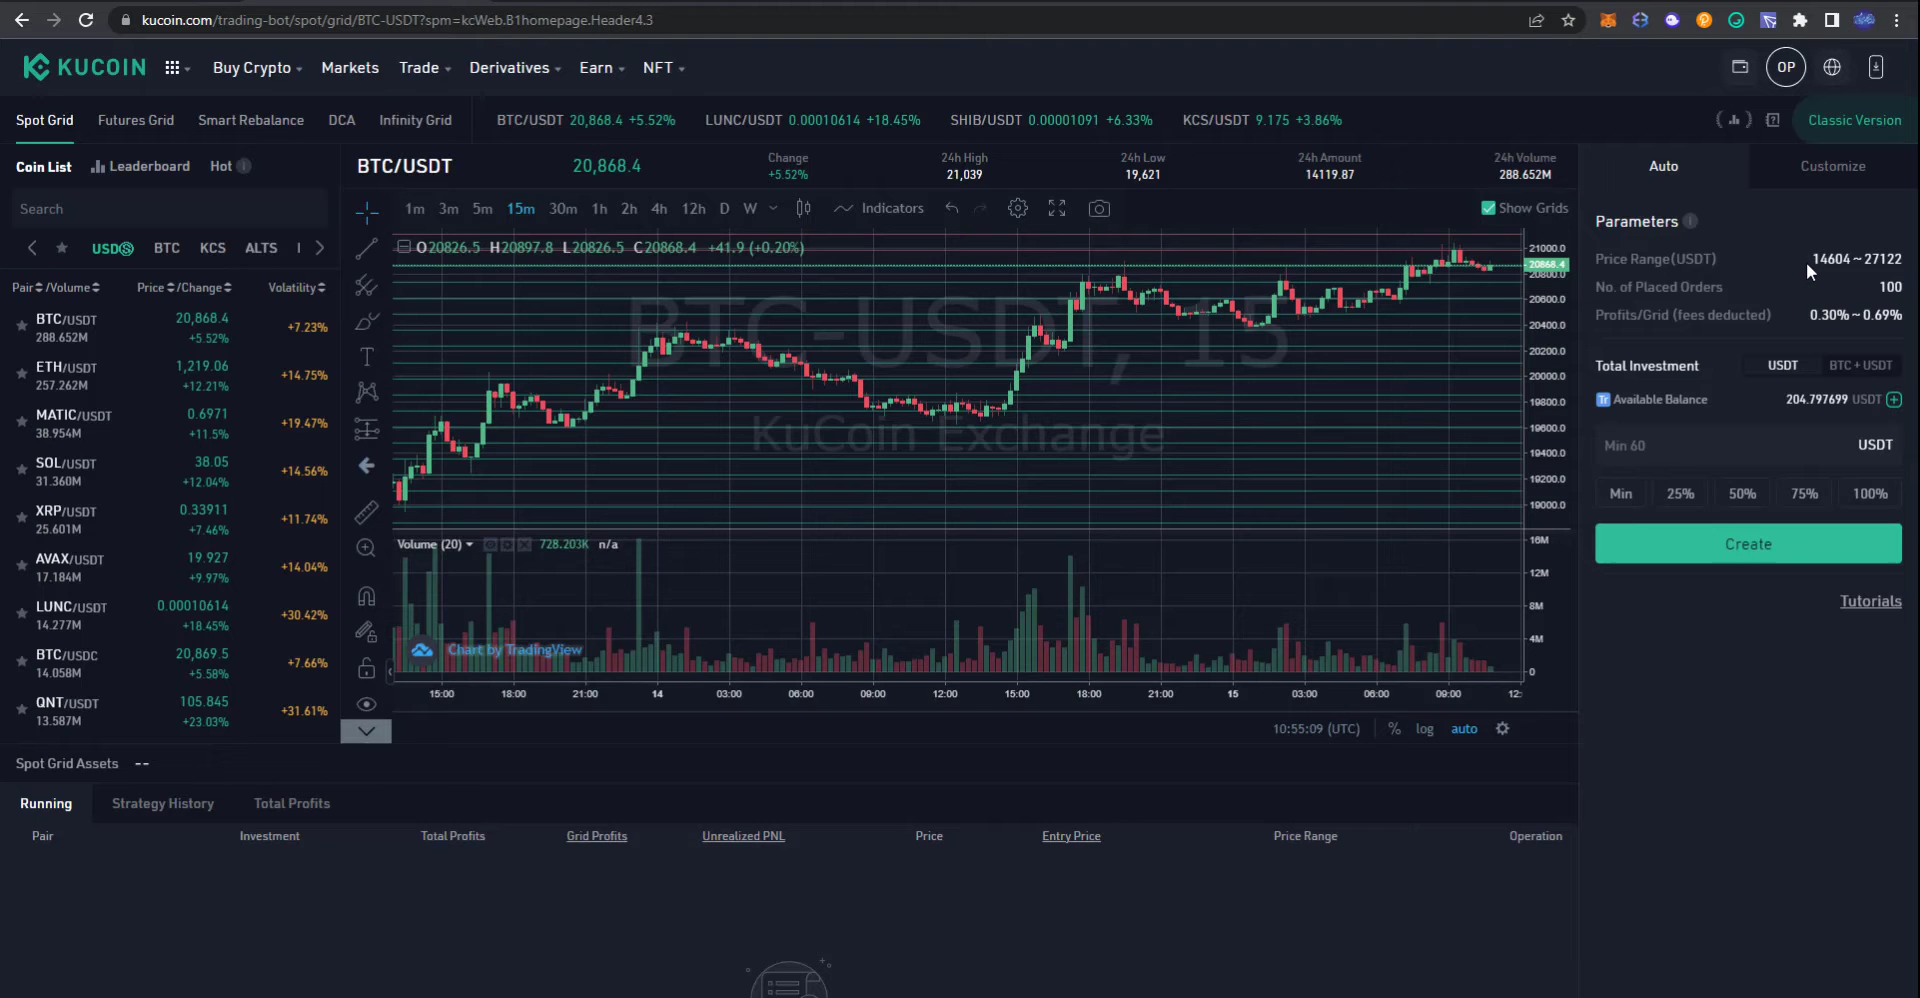 kucoin.com/trading-bot/spot/grid/BTC-USDT?spm=kcWeb.B1homepage.Header4.3
KUCOIN Buy Crypto Markets Trade Derivatives Earn NFT OP
Spot Grid Futures Grid Smart Rebalance DCA Infinity Grid BTC/USDT 20,868.4 +5.52% LUNC/USDT 0.00010614 +18.45% SHIB/USDT 0.00001091 +6.33% KCS/USDT 9.175 +3.86% Classic Version
Coin List Leaderboard Hot
Search
USDⓈ BTC KCS ALTS
Pair /Volume Price /Change Volatility
BTC/USDT 20,868.4 +7.23%
288.652M +5.52%
ETH/USDT 1,219.06 +14.75%
257.262M +12.21%
MATIC/USDT 0.6971 +19.47%
38.954M +11.5%
SOL/USDT 38.05 +14.56%
31.360M +12.04%
XRP/USDT 0.33911 +11.74%
25.601M +7.46%
AVAX/USDT 19.927 +14.04%
17.184M +9.97%
LUNC/USDT 0.00010614 +30.42%
14.277M +18.45%
BTC/USDC 20,869.5 +7.66%
14.058M +5.58%
QNT/USDT 105.845 +31.61%
13.587M +23.03%
BTC/USDT 20,868.4
Change 24h High 24h Low 24h Amount 24h Volume
+5.52% 21,039 19,621 14119.87 288.652M
1m 3m 5m 15m 30m 1h 2h 4h 12h D W Indicators Show Grids
O20826.5 H20897.8 L20826.5 C20868.4 +41.9 (+0.20%)
BTC-USDT, 15
KuCoin Exchange
21000.0
20868.4
20800.0
20600.0
20400.0
20200.0
20000.0
19800.0
19600.0
19400.0
19200.0
19000.0
Volume (20) 728.203K n/a
16M
12M
8M
4M
0
Chart by TradingView
15:00 18:00 21:00 14 03:00 06:00 09:00 12:00 15:00 18:00 21:00 15 03:00 06:00 09:00 12:
10:55:09 (UTC) % log auto
Auto Customize
Parameters
Price Range(USDT) 14604 ~ 27122
No. of Placed Orders 100
Profits/Grid (fees deducted) 0.30% ~ 0.69%
Total Investment USDT BTC + USDT
Tr Available Balance 204.797699 USDT
Min 60 USDT
Min 25% 50% 75% 100%
Create
Tutorials
Spot Grid Assets --
Running Strategy History Total Profits
Pair Investment Total Profits Grid Profits Unrealized PNL Price Entry Price Price Range Operation